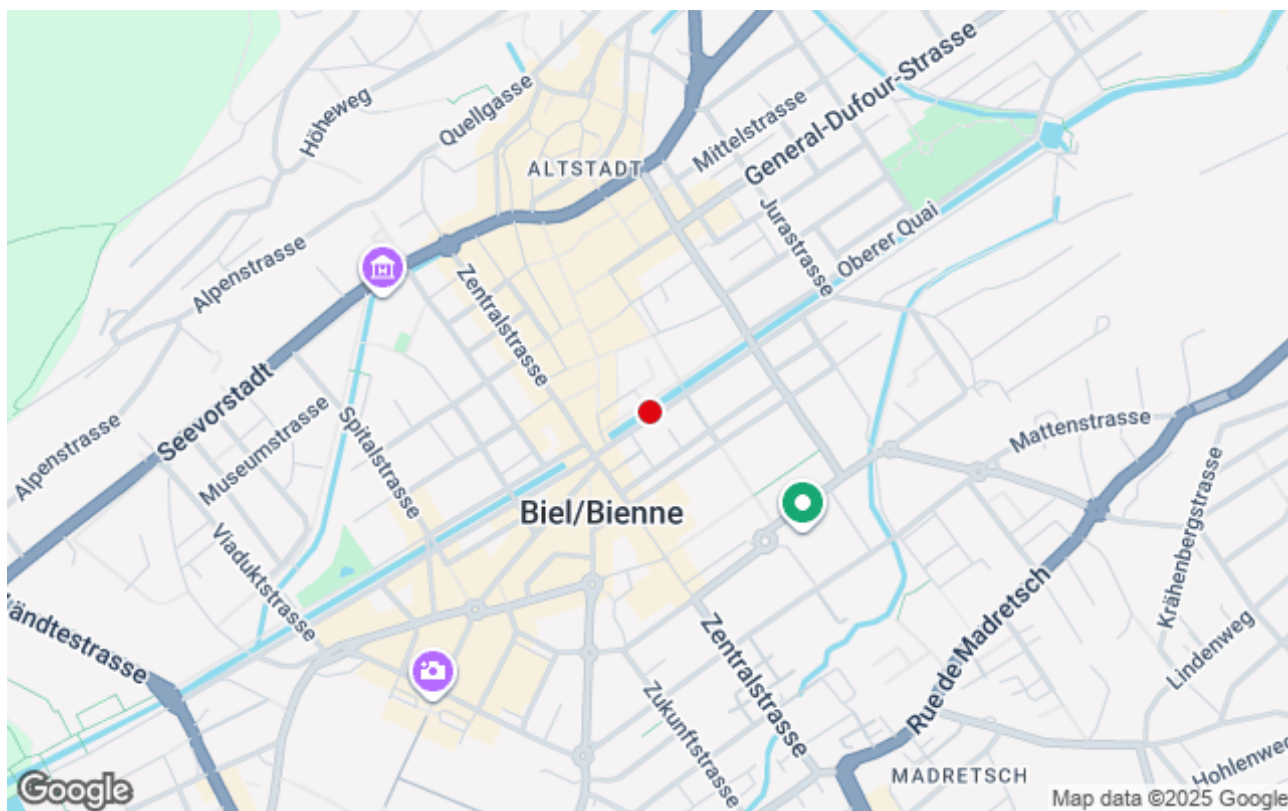 Höheweg
Quellgasse
ALTSTADT
Mittelstrasse
General-Dufour-Strasse
Jurastrasse
Oberer Quai
Alpenstrasse
Zentralstrasse
Seevorstadt
Alpenstrasse
Museumstrasse
Spitalstrasse
Viaduktstrasse
Biel/Bienne
Mattenstrasse
Krähenbergstrasse
Lindenweg
Rue de Madretsch
ändtestrasse
Zentralstrasse
Zukunftstrasse
MADRETSCH
Hohlenweg
Google
Map data ©2025 Google